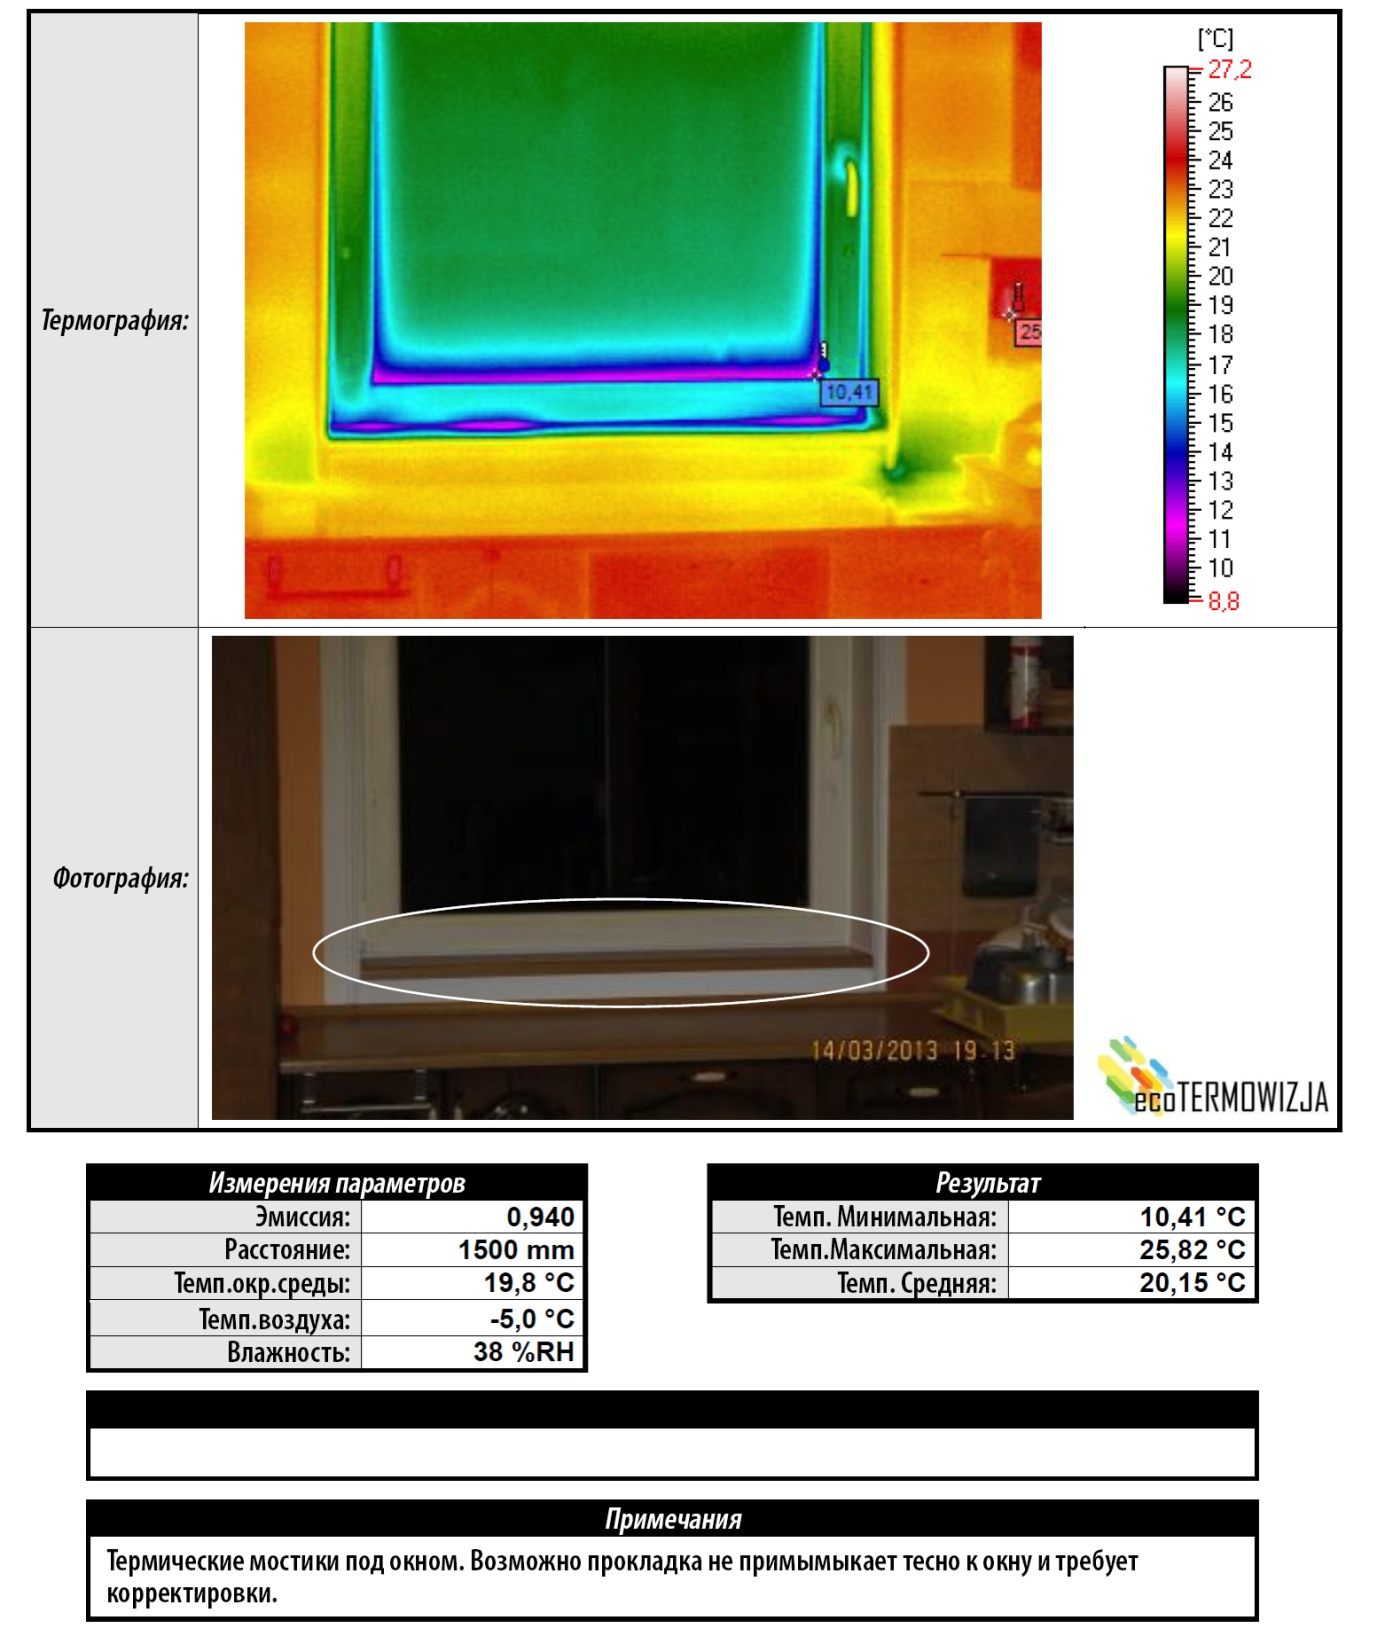 [°C]
27,2
26
25
24
23
22
21
20
19
18
17
16
15
14
13
12
11
10
8,8
Термография:
25
10,41
Фотография:
14/03/2013 19-13
ecoTERMOWIZJA
Измерения параметров
Эмиссия: 0,940
Расстояние: 1500 mm
Темп.окр.среды: 19,8 °C
Темп.воздуха: -5,0 °C
Влажность: 38 %RH
Результат
Темп. Минимальная: 10,41 °C
Темп.Максимальная: 25,82 °C
Темп. Средняя: 20,15 °C
Примечания
Термические мостики под окном. Возможно прокладка не примымыкает тесно к окну и требует
корректировки.